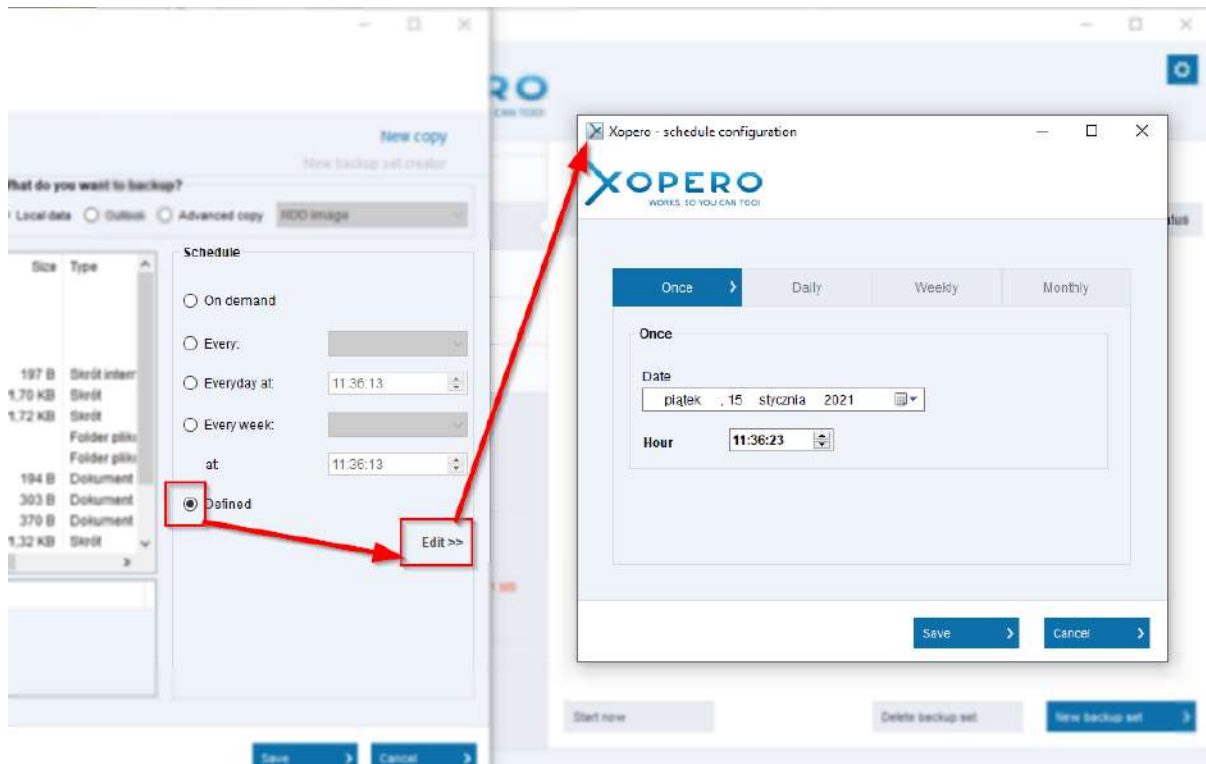 RO
New copy
New backup set creator
What do you want to backup?
Local data Outlook Advanced copy HDD image
Size Type
197 B Skrót intern
1,70 KB Skrót
1,72 KB Skrót
Folder plikó
Folder plikó
194 B Dokument
303 B Dokument
370 B Dokument
1,32 KB Skrót
Schedule
On demand
Every:
Everyday at: 11:36:13
Every week:
at: 11:36:13
Defined
Edit >>
Save Cancel
Xopero - schedule configuration
XOPERO
WORKS, SO YOU CAN TOO!
Once Daily Weekly Monthly
Once
Date
piątek , 15 stycznia 2021
Hour 11:36:23
Save Cancel
Start now Delete backup set New backup set